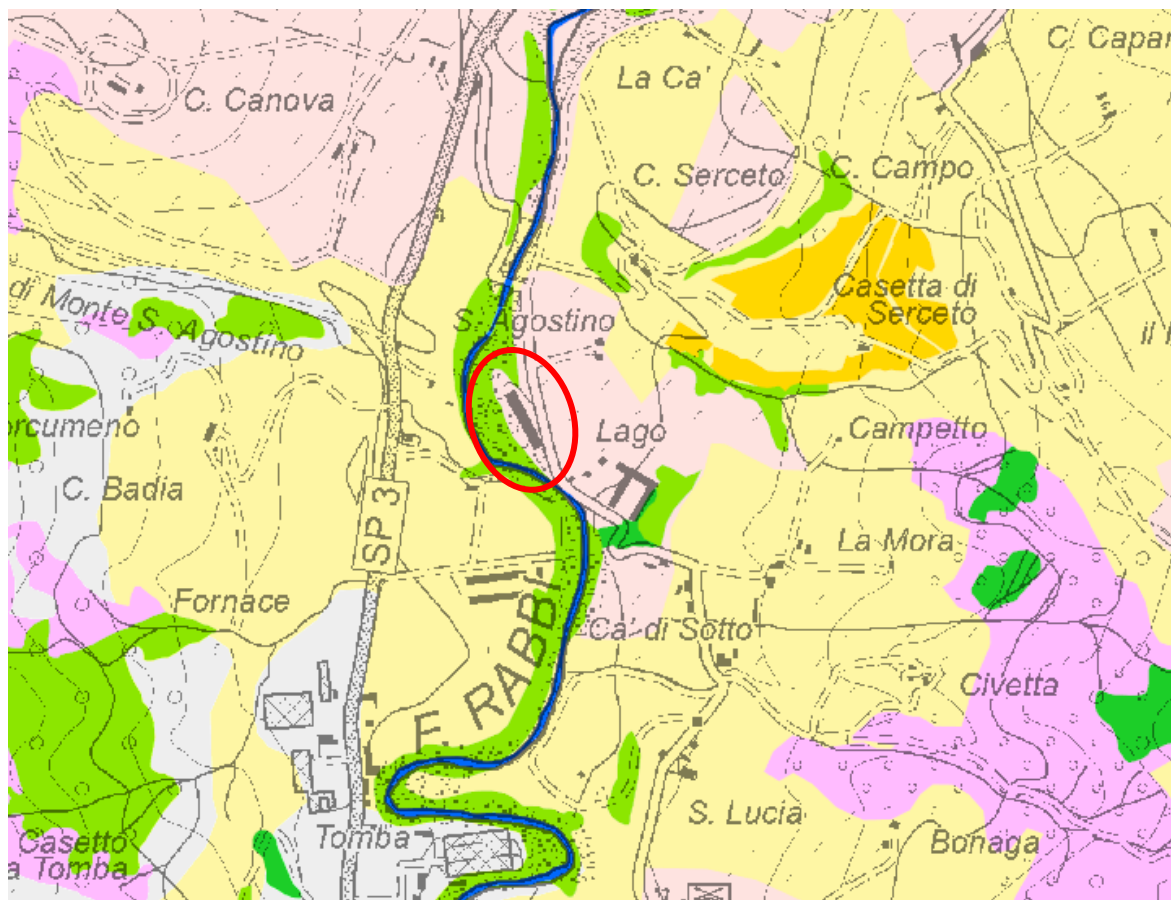 C. Capar
La Ca'
C. Canova
C. Serceto
C. Campo
di Monte S. Agostino
Casetta di
Serceto
S. Agostino
il
orcumeno
Lago
Campetto
C. Badia
SP 3
La Mora
Fornace
Ca' di Sotto
F. RABBI
Civetta
S. Lucia
Tomba
Casetto
a Tomba
Bonaga